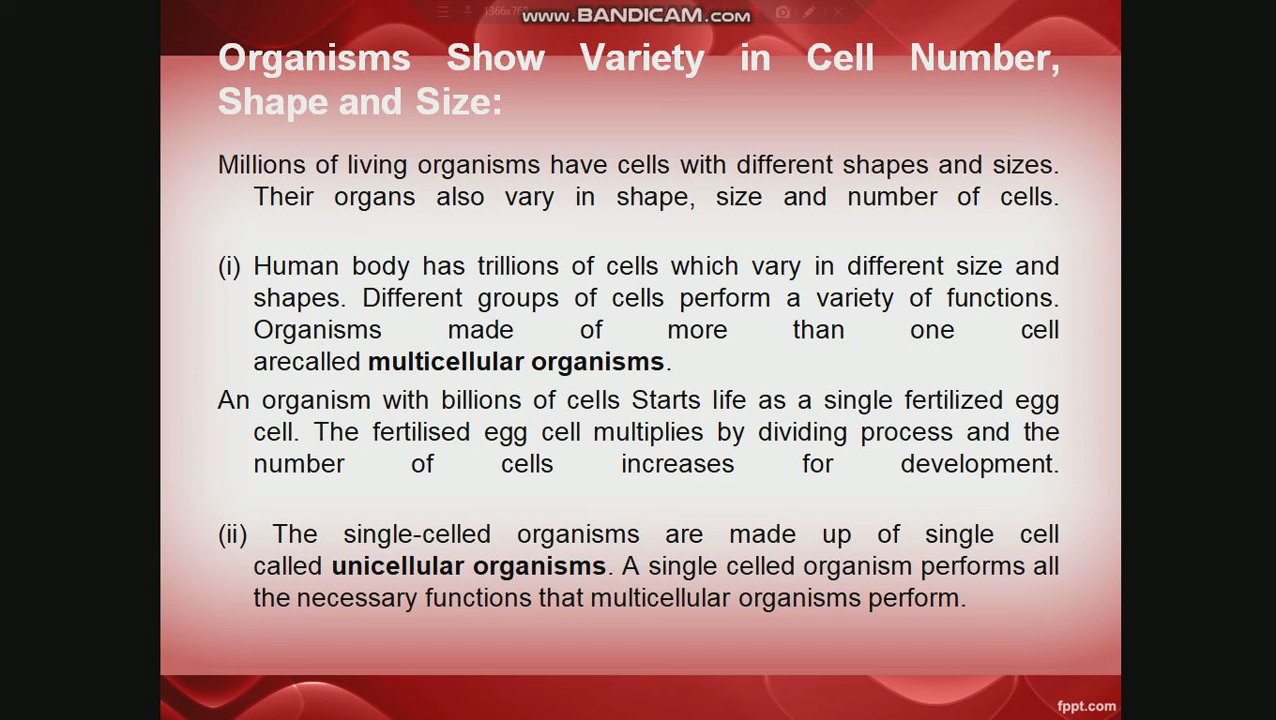 1366x768
WWW.BANDICAM.COM
Organisms Show Variety in Cell Number,
Shape and Size:
Millions of living organisms have cells with different shapes and sizes.
Their organs also vary in shape, size and number of cells.
(i) Human body has trillions of cells which vary in different size and
shapes. Different groups of cells perform a variety of functions.
Organisms made of more than one cell
arecalled multicellular organisms.
An organism with billions of cells Starts life as a single fertilized egg
cell. The fertilised egg cell multiplies by dividing process and the
number of cells increases for development.
(ii) The single-celled organisms are made up of single cell
called unicellular organisms. A single celled organism performs all
the necessary functions that multicellular organisms perform.
fppt.com